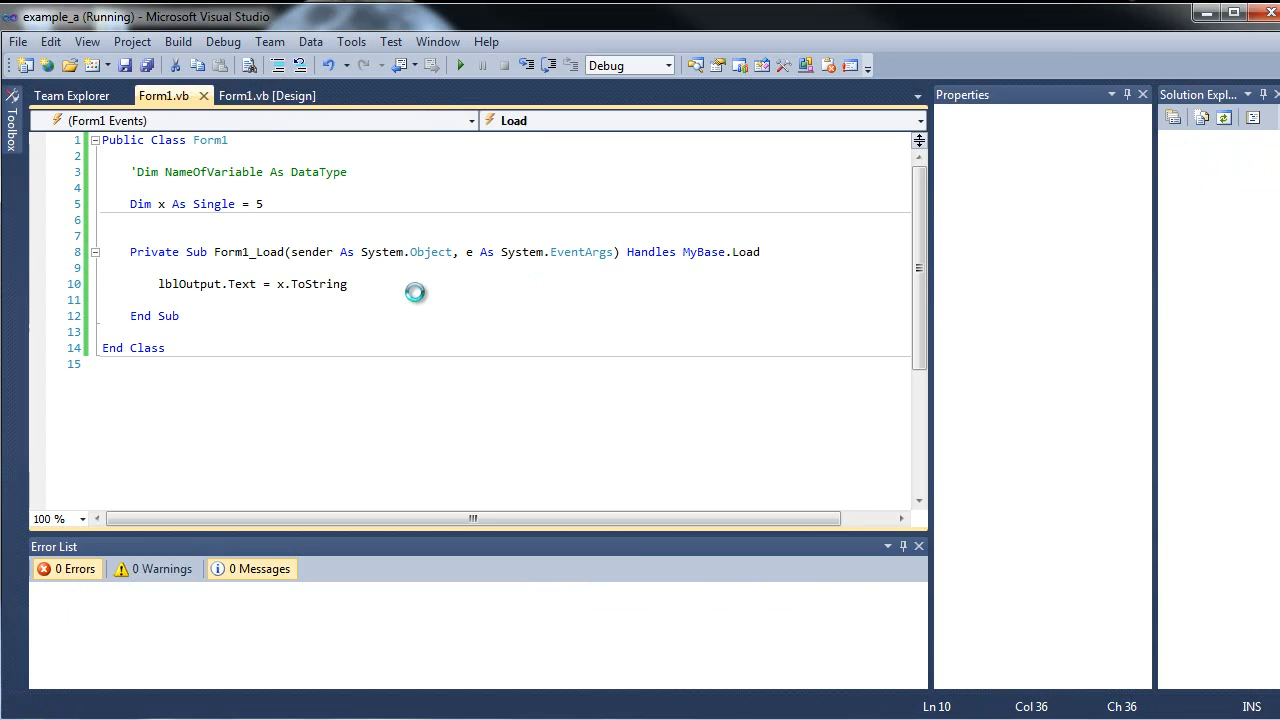 example_a (Running) - Microsoft Visual Studio
File Edit View Project Build Debug Team Data Tools Test Window Help
Debug
Toolbox
Team Explorer Form1.vb Form1.vb [Design]
(Form1 Events) Load
1 Public Class Form1
2
3 'Dim NameOfVariable As DataType
4
5 Dim x As Single = 5
6
7
8 Private Sub Form1_Load(sender As System.Object, e As System.EventArgs) Handles MyBase.Load
9
10 lblOutput.Text = x.ToString
11
12 End Sub
13
14 End Class
15
100 %
Error List
0 Errors 0 Warnings 0 Messages
Properties
Solution Expl...
Ln 10 Col 36 Ch 36 INS